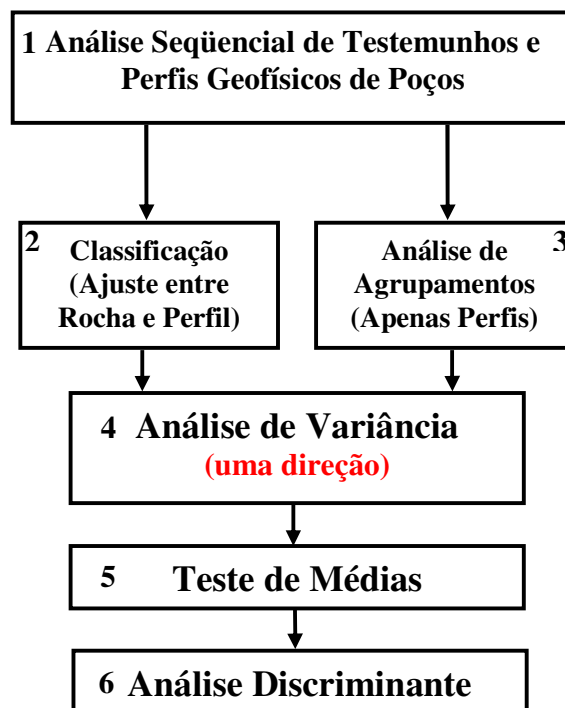 1 Análise Seqüencial de Testemunhos e
Perfis Geofísicos de Poços
2
Classificação
(Ajuste entre
Rocha e Perfil)
3
Análise de
Agrupamentos
(Apenas Perfis)
4 Análise de Variância
(uma direção)
5 Teste de Médias
6 Análise Discriminante